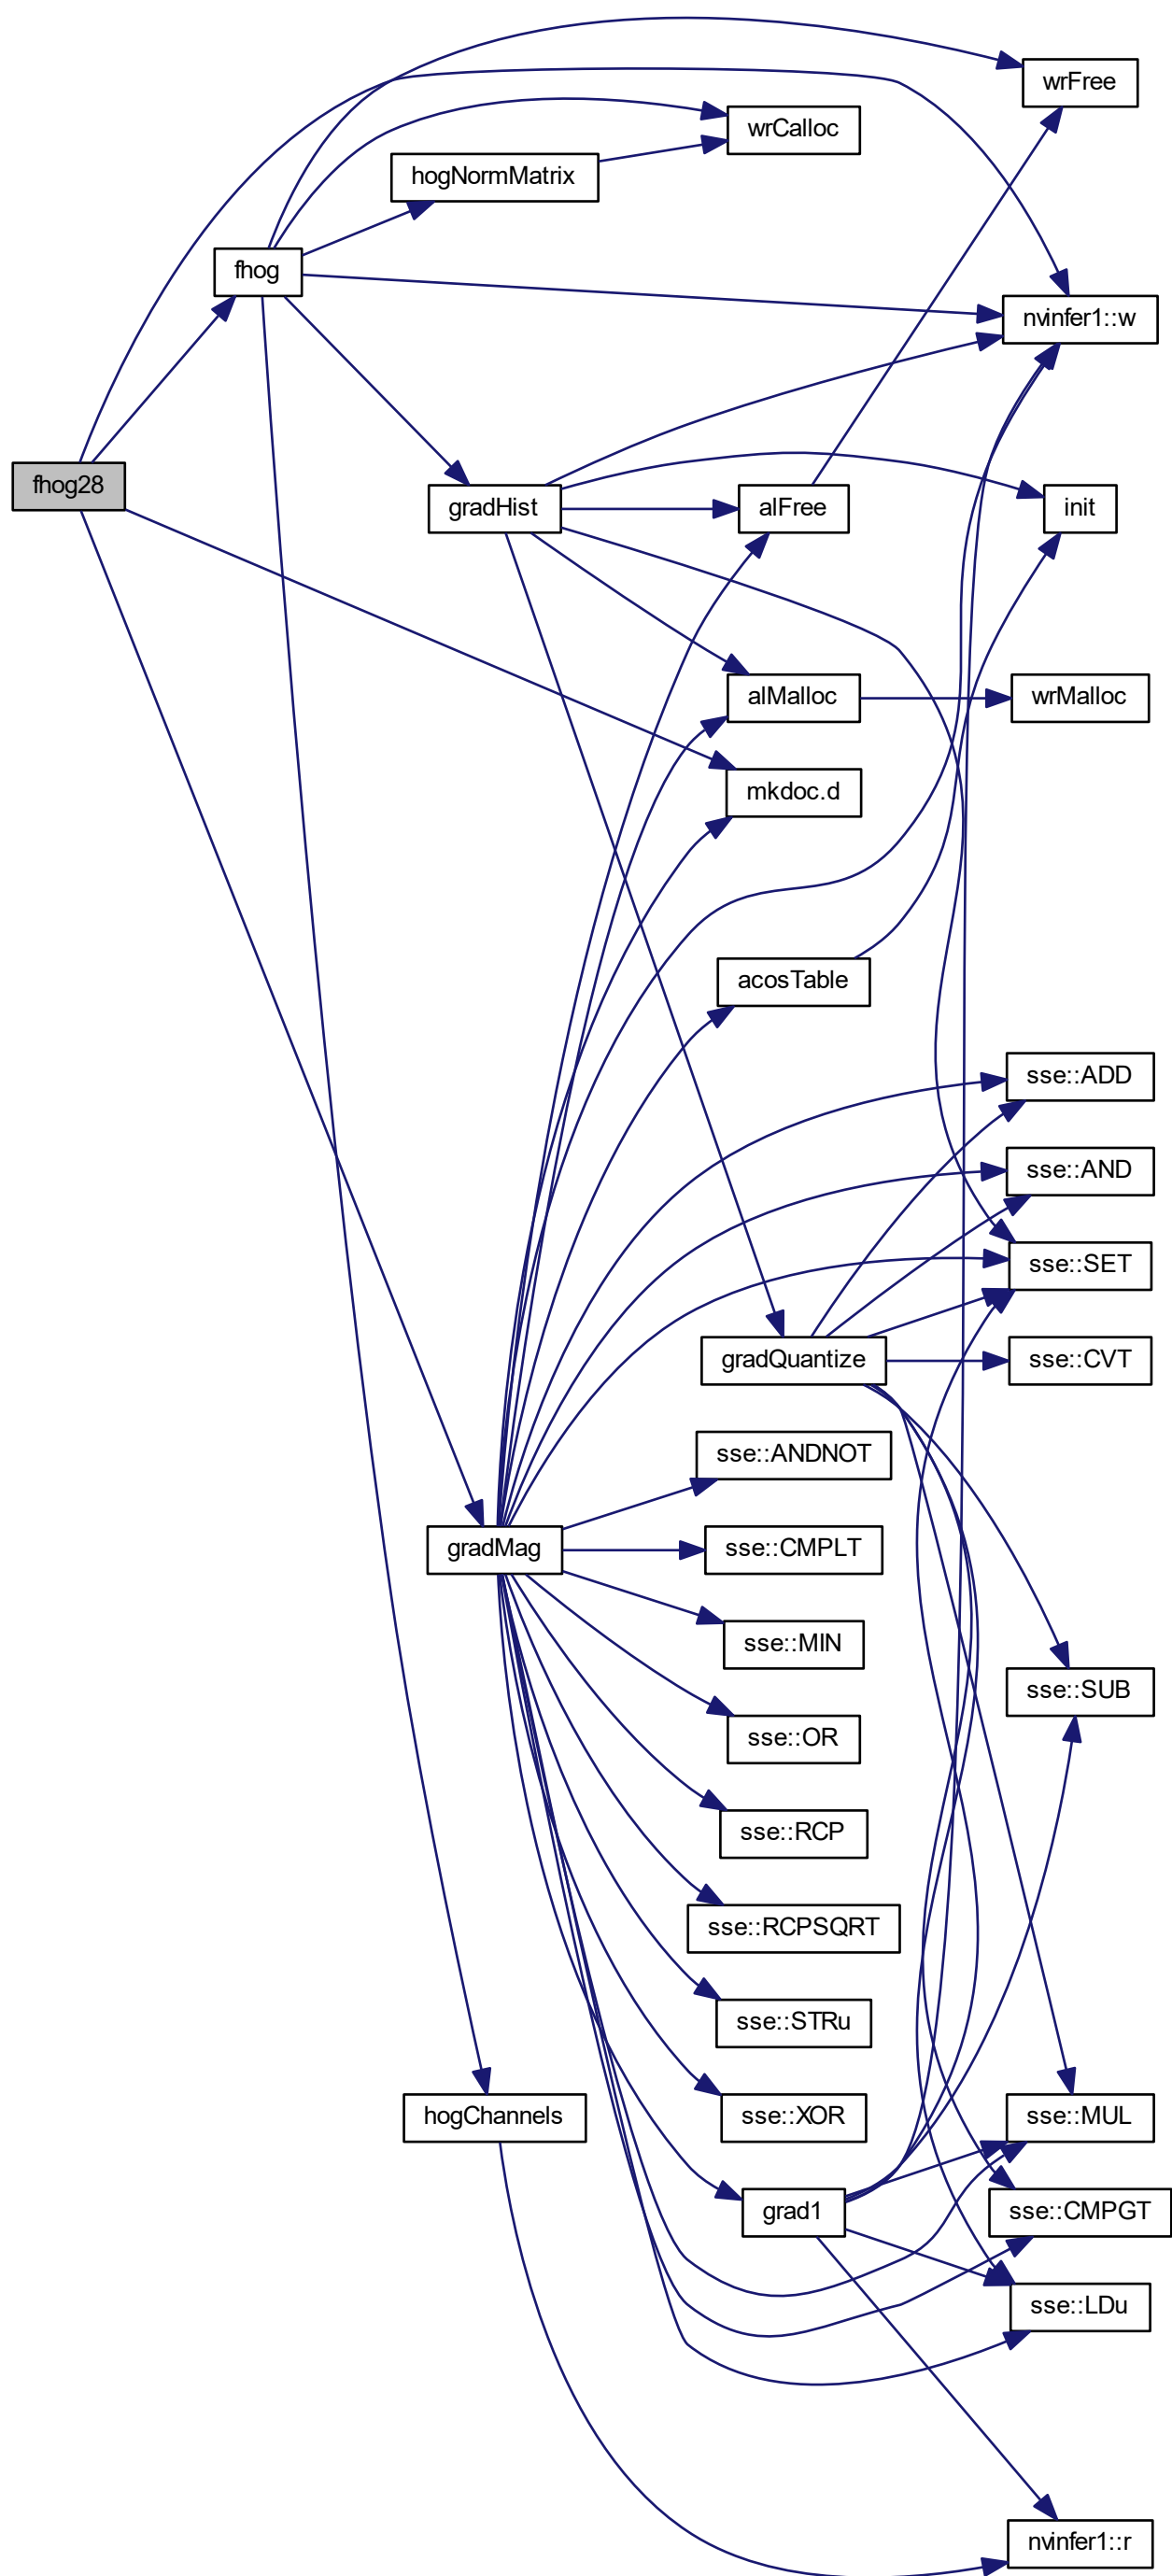 wrFree
wrCalloc
hogNormMatrix
fhog
nvinfer1::w
fhog28
gradHist
alFree
init
alMalloc
wrMalloc
mkdoc.d
acosTable
sse::ADD
sse::AND
sse::SET
gradQuantize
sse::CVT
sse::ANDNOT
gradMag
sse::CMPLT
sse::MIN
sse::SUB
sse::OR
sse::RCP
sse::RCPSQRT
sse::STRu
hogChannels
sse::XOR
sse::MUL
grad1
sse::CMPGT
sse::LDu
nvinfer1::r